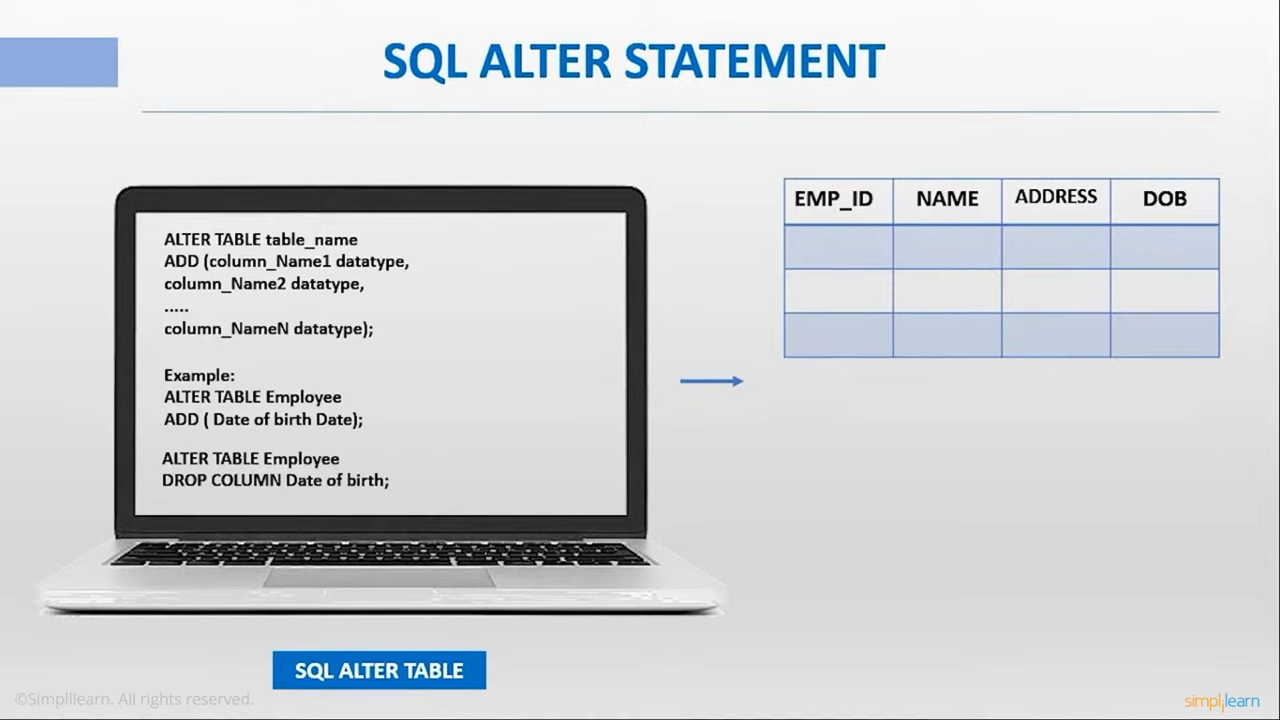 SQL ALTER STATEMENT
ALTER TABLE table_name
ADD (column_Name1 datatype,
column_Name2 datatype,
.....
column_NameN datatype);
Example:
ALTER TABLE Employee
ADD ( Date of birth Date);
ALTER TABLE Employee
DROP COLUMN Date of birth;
EMP_ID NAME ADDRESS DOB
SQL ALTER TABLE
©Simplilearn. All rights reserved.
simplilearn